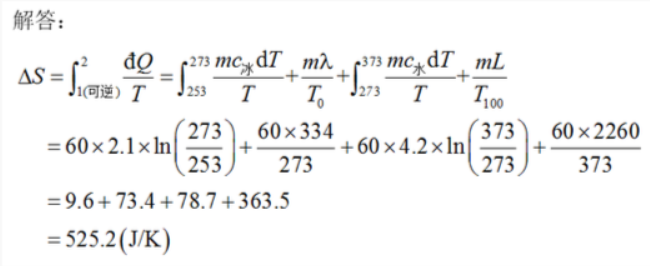 解答：
ΔS = ∫₁₍可逆₎² đQ/T = ∫₂₅₃²⁷³ mc冰dT/T + mλ/T₀ + ∫₂₇₃³⁷³ mc水dT/T + mL/T₁₀₀
= 60×2.1×ln(273/253) + 60×334/273 + 60×4.2×ln(373/273) + 60×2260/373
= 9.6 + 73.4 + 78.7 + 363.5
= 525.2(J/K)